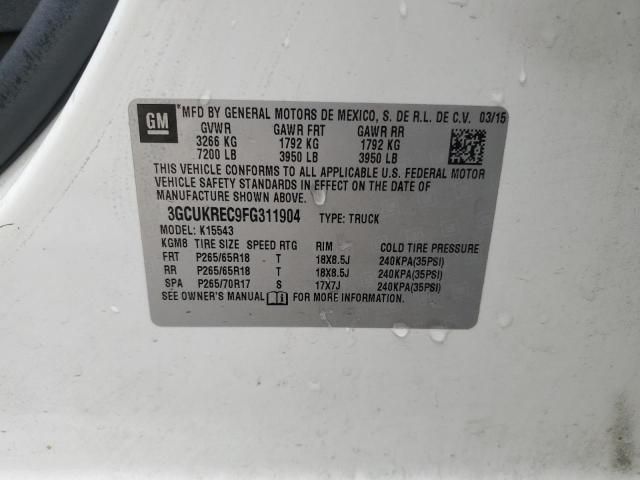 GM
*MFD BY GENERAL MOTORS DE MEXICO, S. DE R.L. DE C.V. 03/15
GVWR GAWR FRT GAWR RR
3266 KG 1792 KG 1792 KG
7200 LB 3950 LB 3950 LB
THIS VEHICLE CONFORMS TO ALL APPLICABLE U.S. FEDERAL MOTOR
VEHICLE SAFETY STANDARDS IN EFFECT ON THE DATE OF
MANUFACTURE SHOWN ABOVE.
3GCUKREC9FG311904 TYPE: TRUCK
MODEL: K15543
KGM8 TIRE SIZE SPEED RTG RIM COLD TIRE PRESSURE
FRT P265/65R18 T 18X8.5J 240KPA(35PSI)
RR P265/65R18 T 18X8.5J 240KPA(35PSI)
SPA P265/70R17 S 17X7J 240KPA(35PSI)
SEE OWNER'S MANUAL FOR MORE INFORMATION.